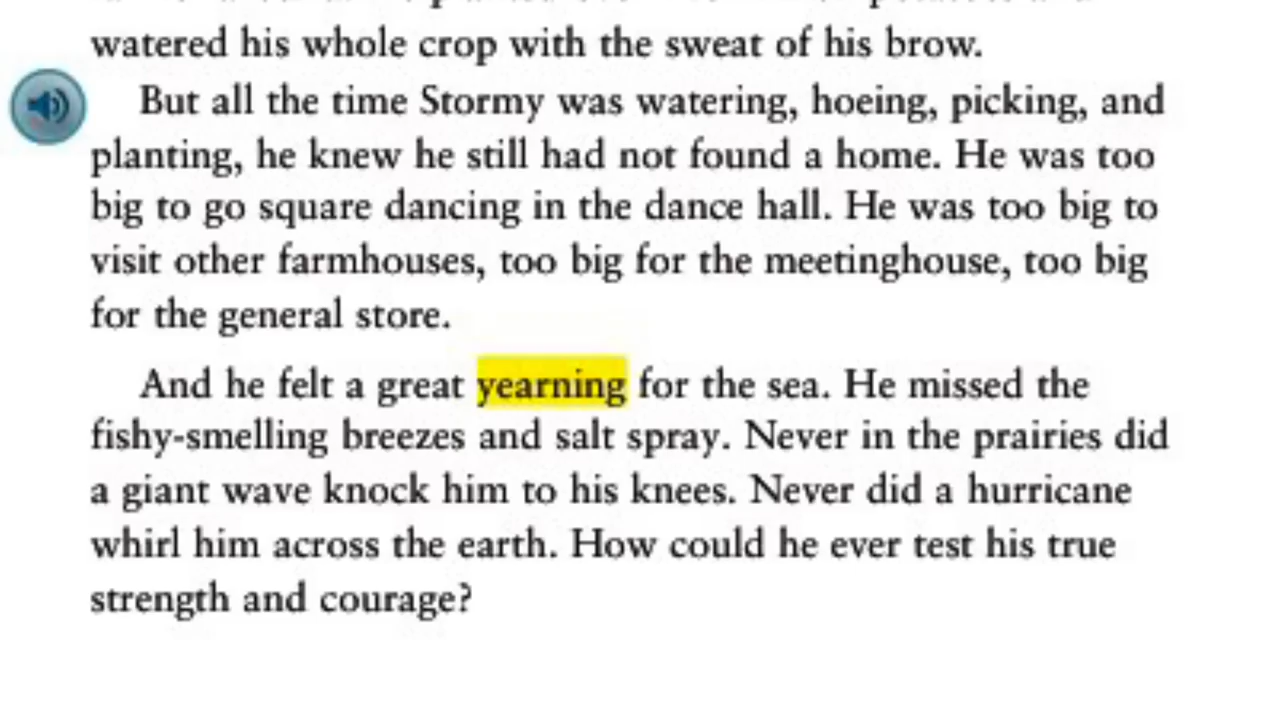 watered his whole crop with the sweat of his brow.
But all the time Stormy was watering, hoeing, picking, and
planting, he knew he still had not found a home. He was too
big to go square dancing in the dance hall. He was too big to
visit other farmhouses, too big for the meetinghouse, too big
for the general store.
And he felt a great yearning for the sea. He missed the
fishy-smelling breezes and salt spray. Never in the prairies did
a giant wave knock him to his knees. Never did a hurricane
whirl him across the earth. How could he ever test his true
strength and courage?